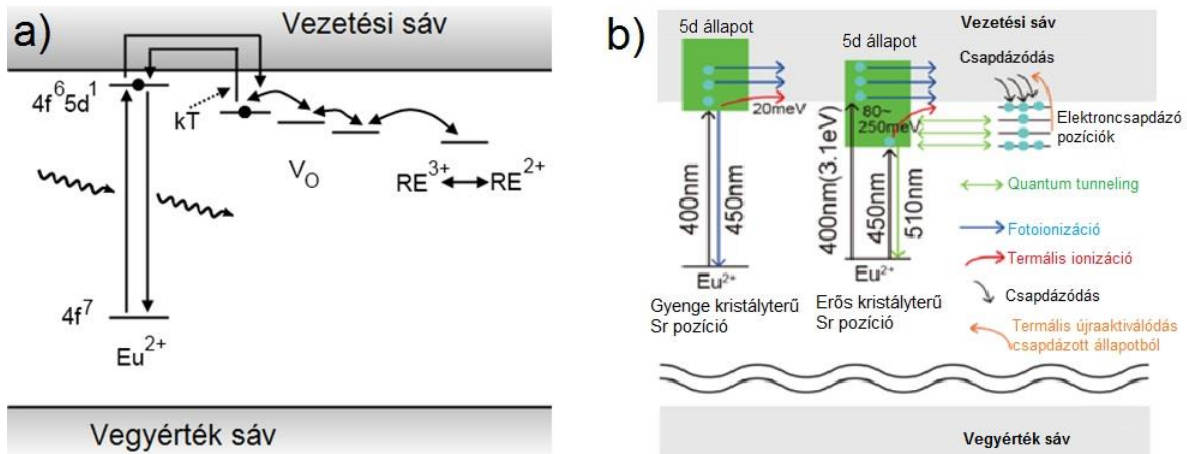 a)
Vezetési sáv
4f⁶5d¹
kT
V_O
RE³⁺
RE²⁺
4f⁷
Eu²⁺
Vegyérték sáv
b)
5d állapot
Vezetési sáv
5d állapot
Csapdázódás
20meV
80~
250meV
Elektroncsapdázó
pozíciók
400nm
450nm
400nm(3.1eV)
450nm
510nm
Quantum tunneling
Fotoionizáció
Termális ionizáció
Csapdázódás
Termális újraaktiválódás
csapdázott állapotból
Eu²⁺
Eu²⁺
Gyenge kristályterű
Sr pozíció
Erős kristályterű
Sr pozíció
Vegyérték sáv